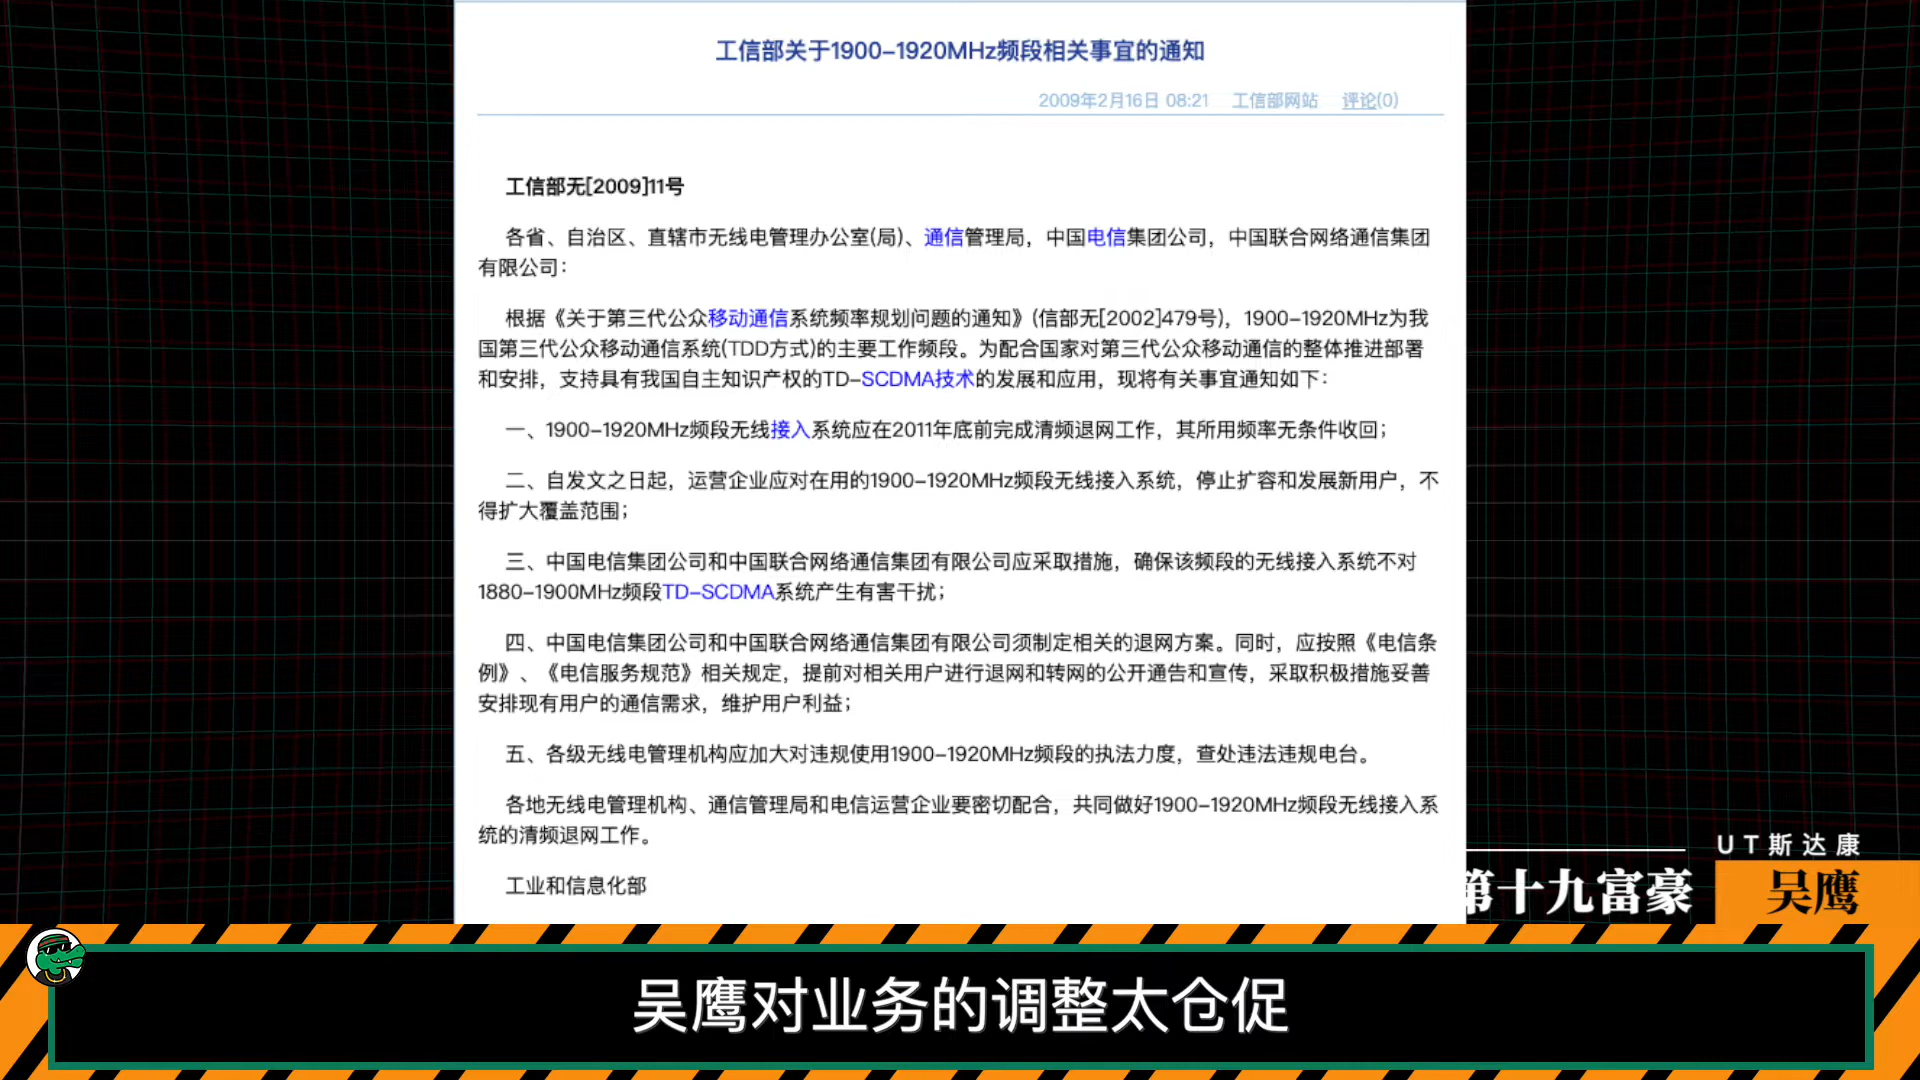 工信部关于1900-1920MHz频段相关事宜的通知
2009年2月16日 08:21 工信部网站 评论(0)
工信部无[2009]11号
各省、自治区、直辖市无线电管理办公室(局)、通信管理局，中国电信集团公司，中国联合网络通信集团
有限公司：
根据《关于第三代公众移动通信系统频率规划问题的通知》(信部无[2002]479号)，1900-1920MHz为我
国第三代公众移动通信系统(TDD方式)的主要工作频段。为配合国家对第三代公众移动通信的整体推进部署
和安排，支持具有我国自主知识产权的TD-SCDMA技术的发展和应用，现将有关事宜通知如下：
一、1900-1920MHz频段无线接入系统应在2011年底前完成清频退网工作，其所用频率无条件收回；
二、自发文之日起，运营企业应对在用的1900-1920MHz频段无线接入系统，停止扩容和发展新用户，不
得扩大覆盖范围；
三、中国电信集团公司和中国联合网络通信集团有限公司应采取措施，确保该频段的无线接入系统不对
1880-1900MHz频段TD-SCDMA系统产生有害干扰；
四、中国电信集团公司和中国联合网络通信集团有限公司须制定相关的退网方案。同时，应按照《电信条
例》、《电信服务规范》相关规定，提前对相关用户进行退网和转网的公开通告和宣传，采取积极措施妥善
安排现有用户的通信需求，维护用户利益；
五、各级无线电管理机构应加大对违规使用1900-1920MHz频段的执法力度，查处违法违规电台。
各地无线电管理机构、通信管理局和电信运营企业要密切配合，共同做好1900-1920MHz频段无线接入系
统的清频退网工作。
工业和信息化部
UT斯达康
第十九富豪 吴鹰
吴鹰对业务的调整太仓促